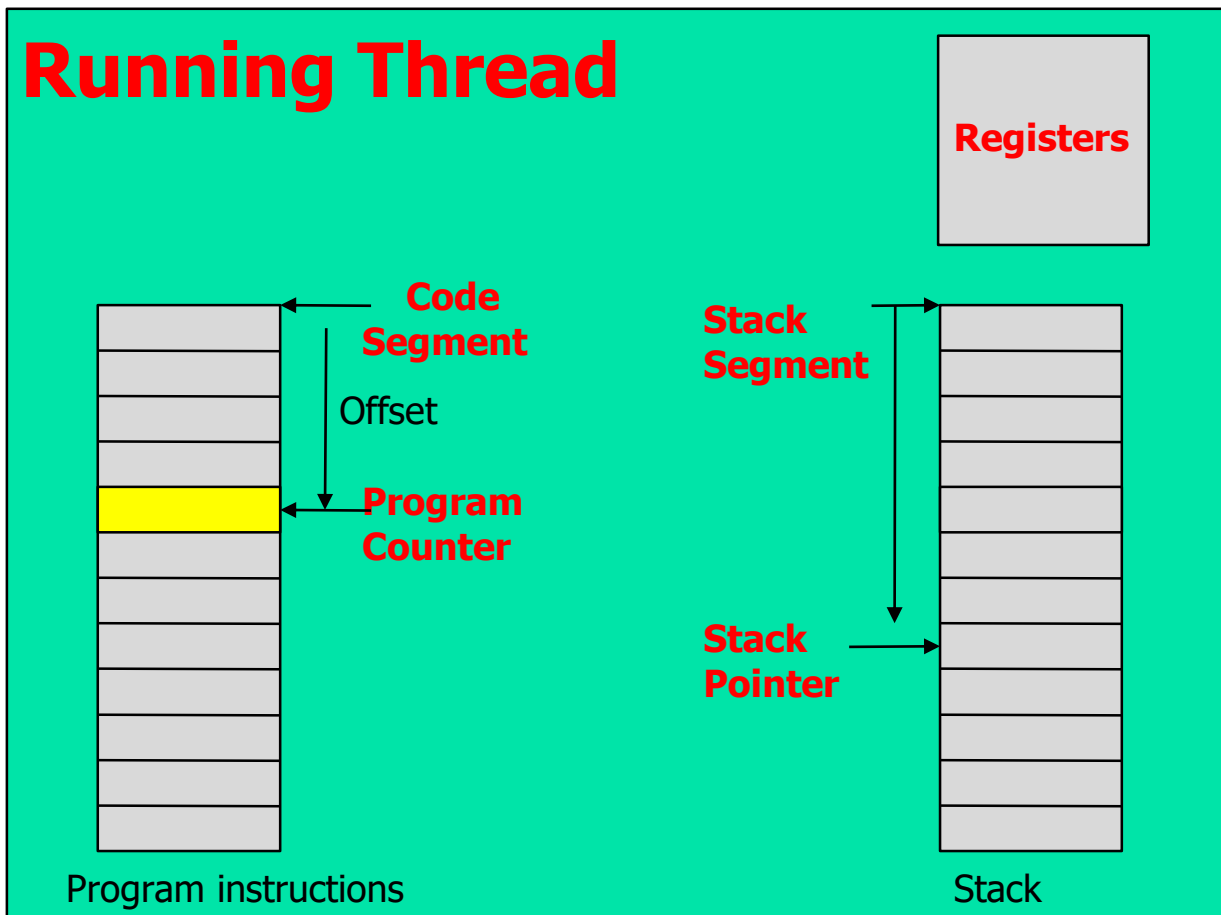 Running Thread
Registers
Code
Segment
Offset
Program
Counter
Program instructions
Stack
Segment
Stack
Pointer
Stack